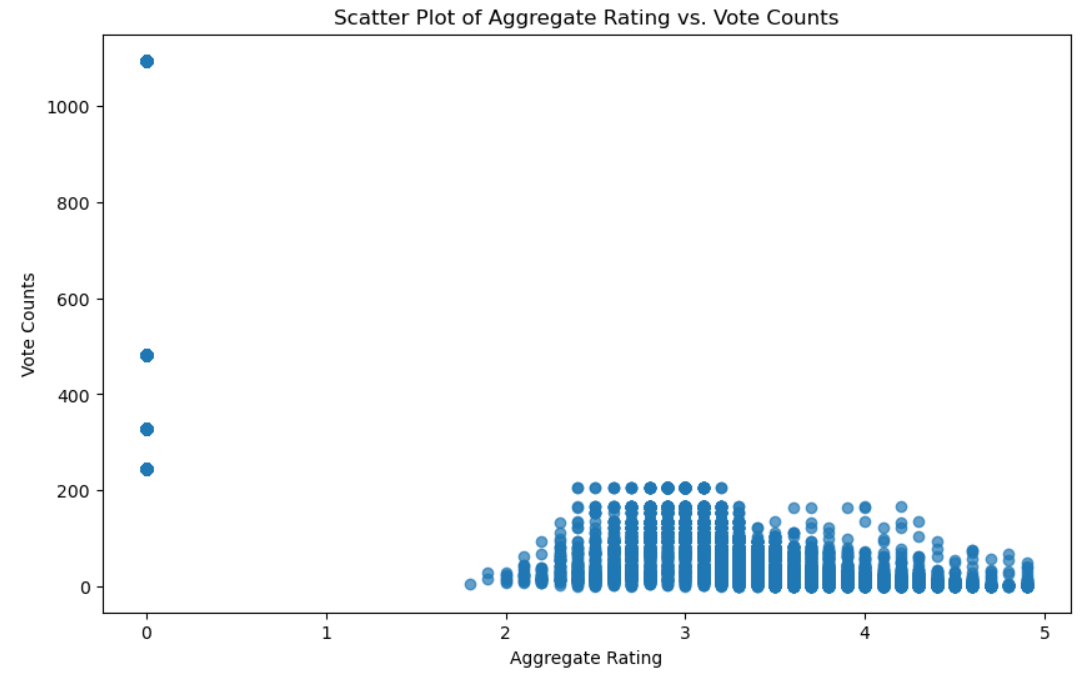 Scatter Plot of Aggregate Rating vs. Vote Counts
1000
800
600
400
200
0
Vote Counts
0 1 2 3 4 5
Aggregate Rating